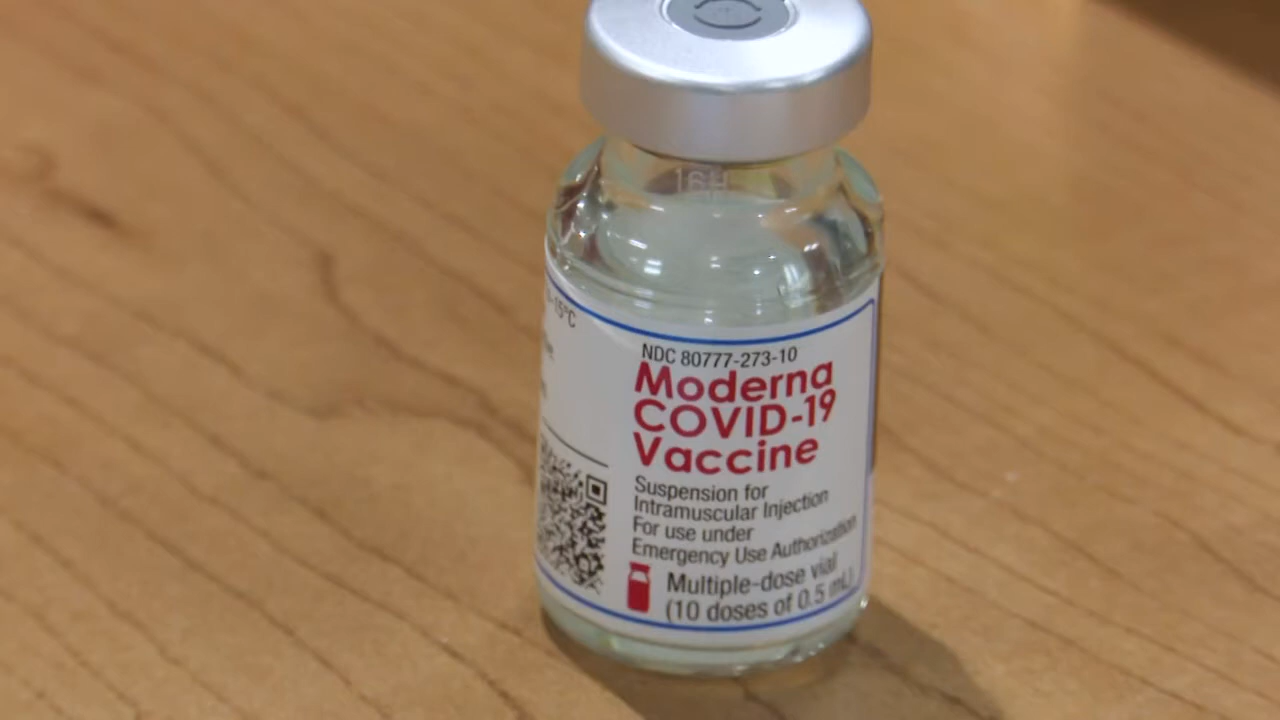 -15°C
NDC 80777-273-10
Moderna
COVID-19
Vaccine
Suspension for
Intramuscular Injection
For use under
Emergency Use Authorization
Multiple-dose vial
(10 doses of 0.5 mL)